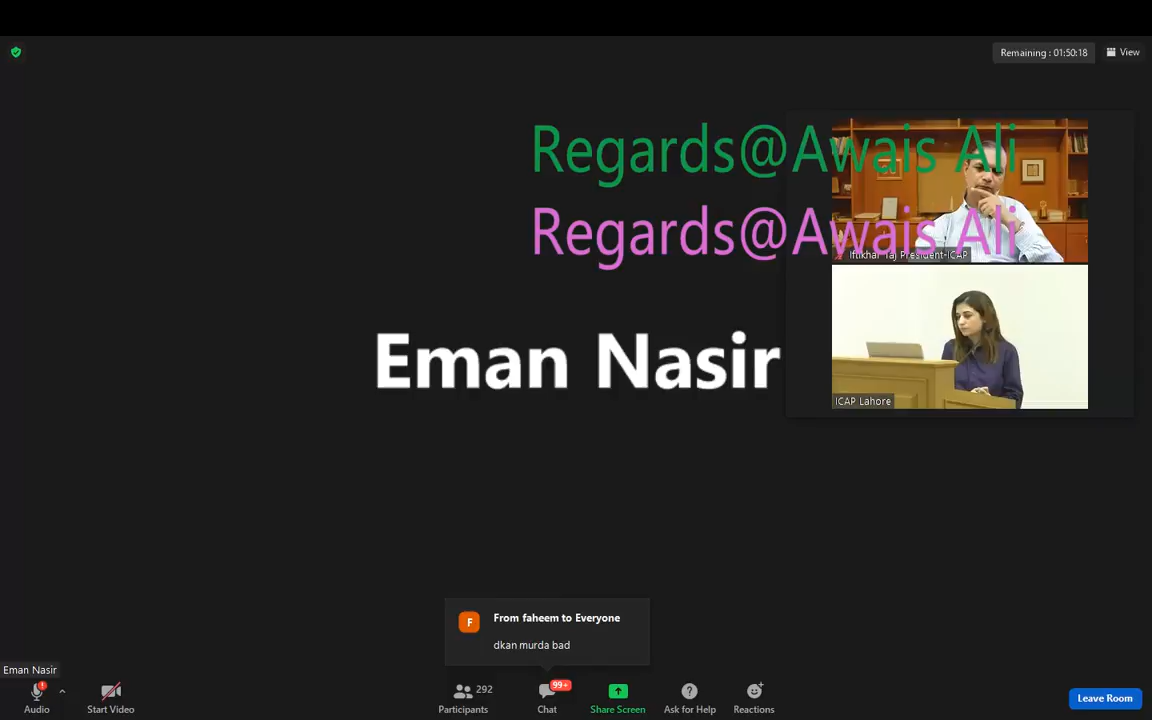 Remaining : 01:50:18
View
Regards@Awais Ali
Regards@Awais Ali
Iftikhar Taj President-ICAP
Eman Nasir
ICAP Lahore
F
From faheem to Everyone
dkan murda bad
Eman Nasir
292
99+
Audio
Start Video
Participants
Chat
Share Screen
Ask for Help
Reactions
Leave Room